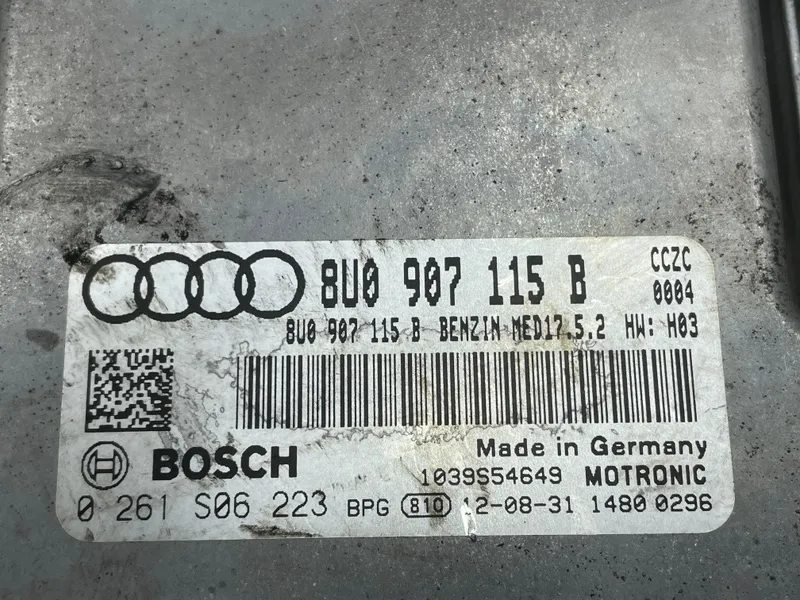 8U0 907 115 B CCZC
0004
8U0 907 115 B BENZIN MED17.5.2 HW: H03
BOSCH Made in Germany
1039S54649 MOTRONIC
0 261 S06 223 BPG 810 12-08-31 1480 0296